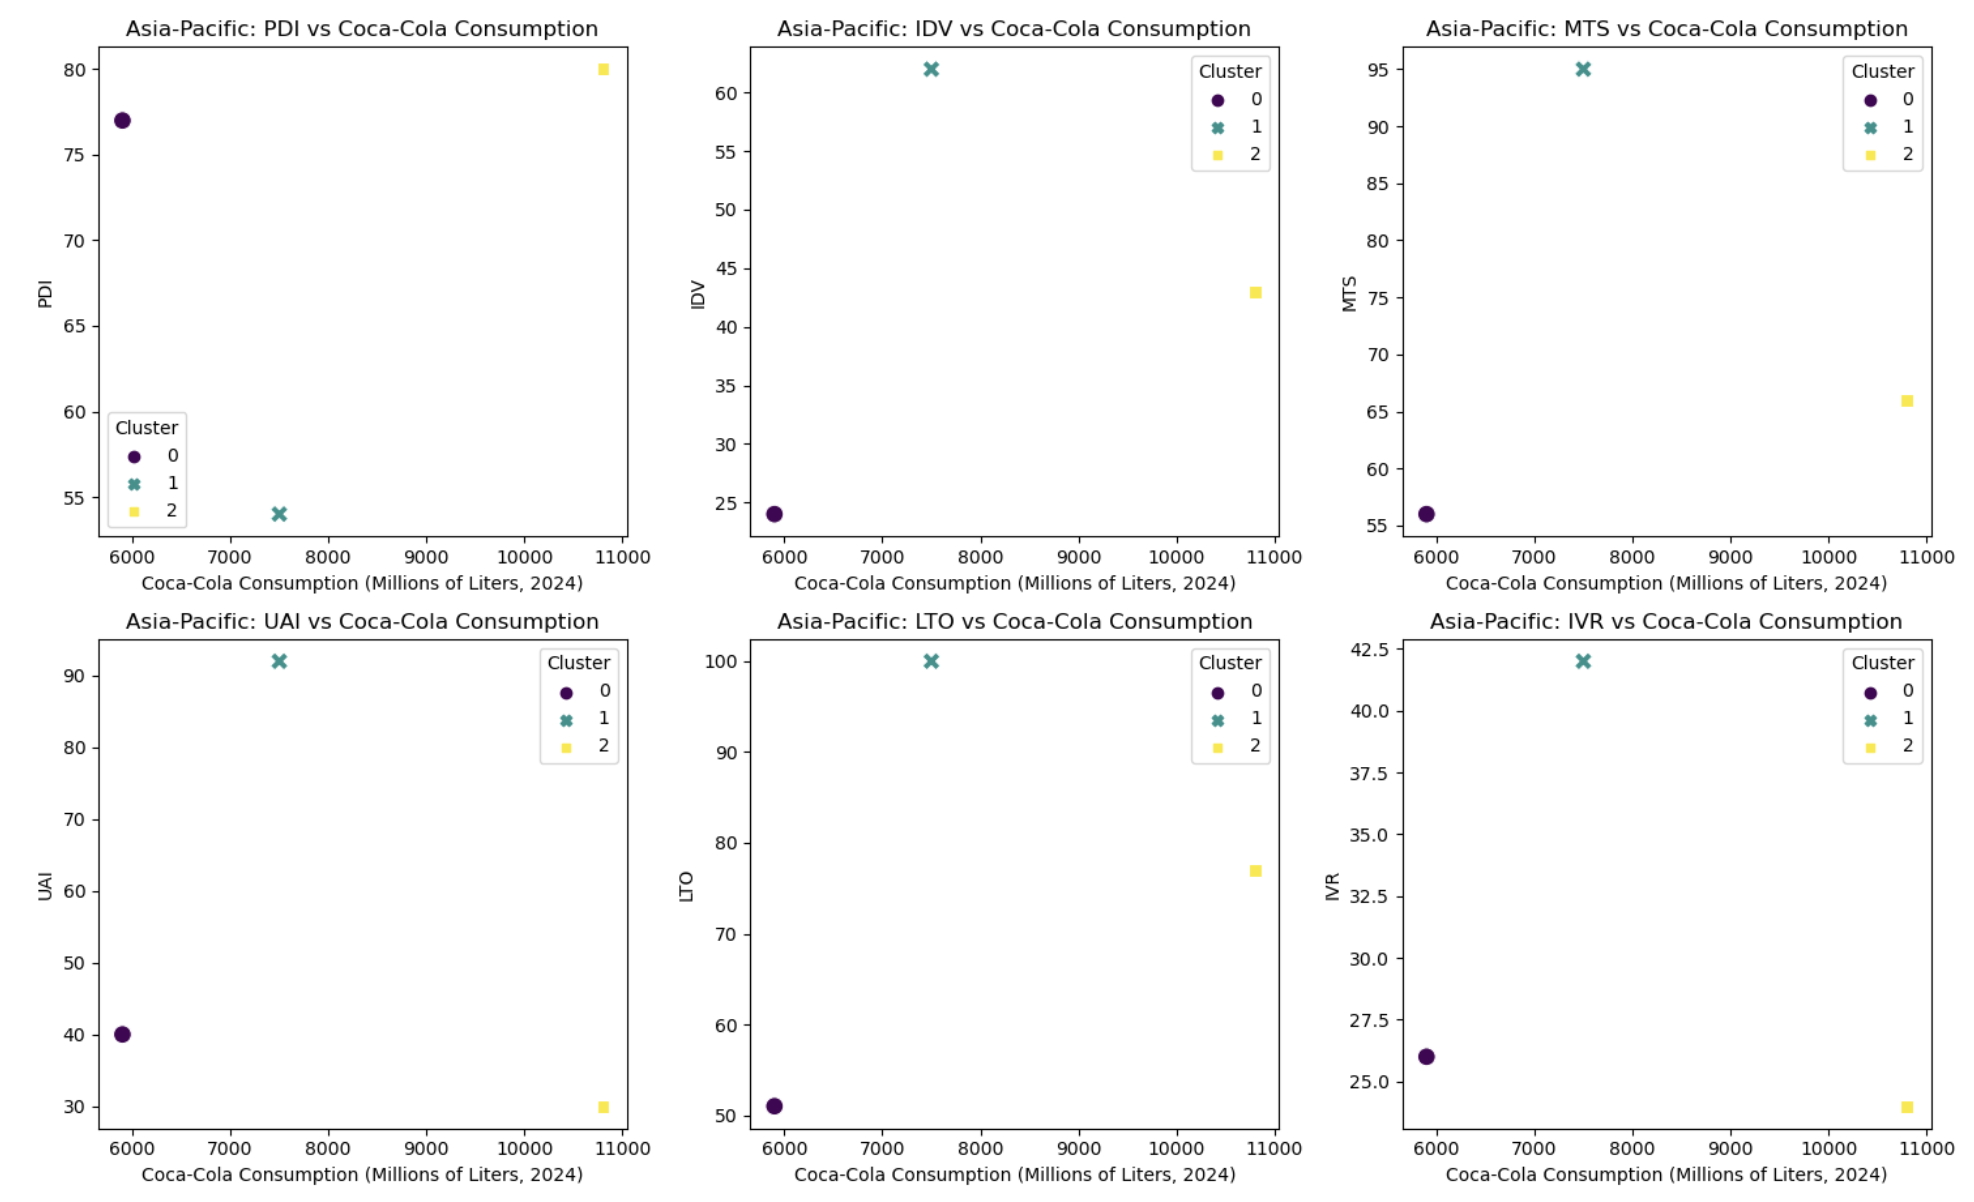 Asia-Pacific: PDI vs Coca-Cola Consumption
80
75
70
65
60
55
PDI
Cluster
0
1
2
6000 7000 8000 9000 10000 11000
Coca-Cola Consumption (Millions of Liters, 2024)
Asia-Pacific: IDV vs Coca-Cola Consumption
60
55
50
45
40
35
30
25
IDV
Cluster
0
1
2
6000 7000 8000 9000 10000 11000
Coca-Cola Consumption (Millions of Liters, 2024)
Asia-Pacific: MTS vs Coca-Cola Consumption
95
90
85
80
75
70
65
60
55
MTS
Cluster
0
1
2
6000 7000 8000 9000 10000 11000
Coca-Cola Consumption (Millions of Liters, 2024)
Asia-Pacific: UAI vs Coca-Cola Consumption
90
80
70
60
50
40
30
UAI
Cluster
0
1
2
6000 7000 8000 9000 10000 11000
Coca-Cola Consumption (Millions of Liters, 2024)
Asia-Pacific: LTO vs Coca-Cola Consumption
100
90
80
70
60
50
LTO
Cluster
0
1
2
6000 7000 8000 9000 10000 11000
Coca-Cola Consumption (Millions of Liters, 2024)
Asia-Pacific: IVR vs Coca-Cola Consumption
42.5
40.0
37.5
35.0
32.5
30.0
27.5
25.0
IVR
Cluster
0
1
2
6000 7000 8000 9000 10000 11000
Coca-Cola Consumption (Millions of Liters, 2024)